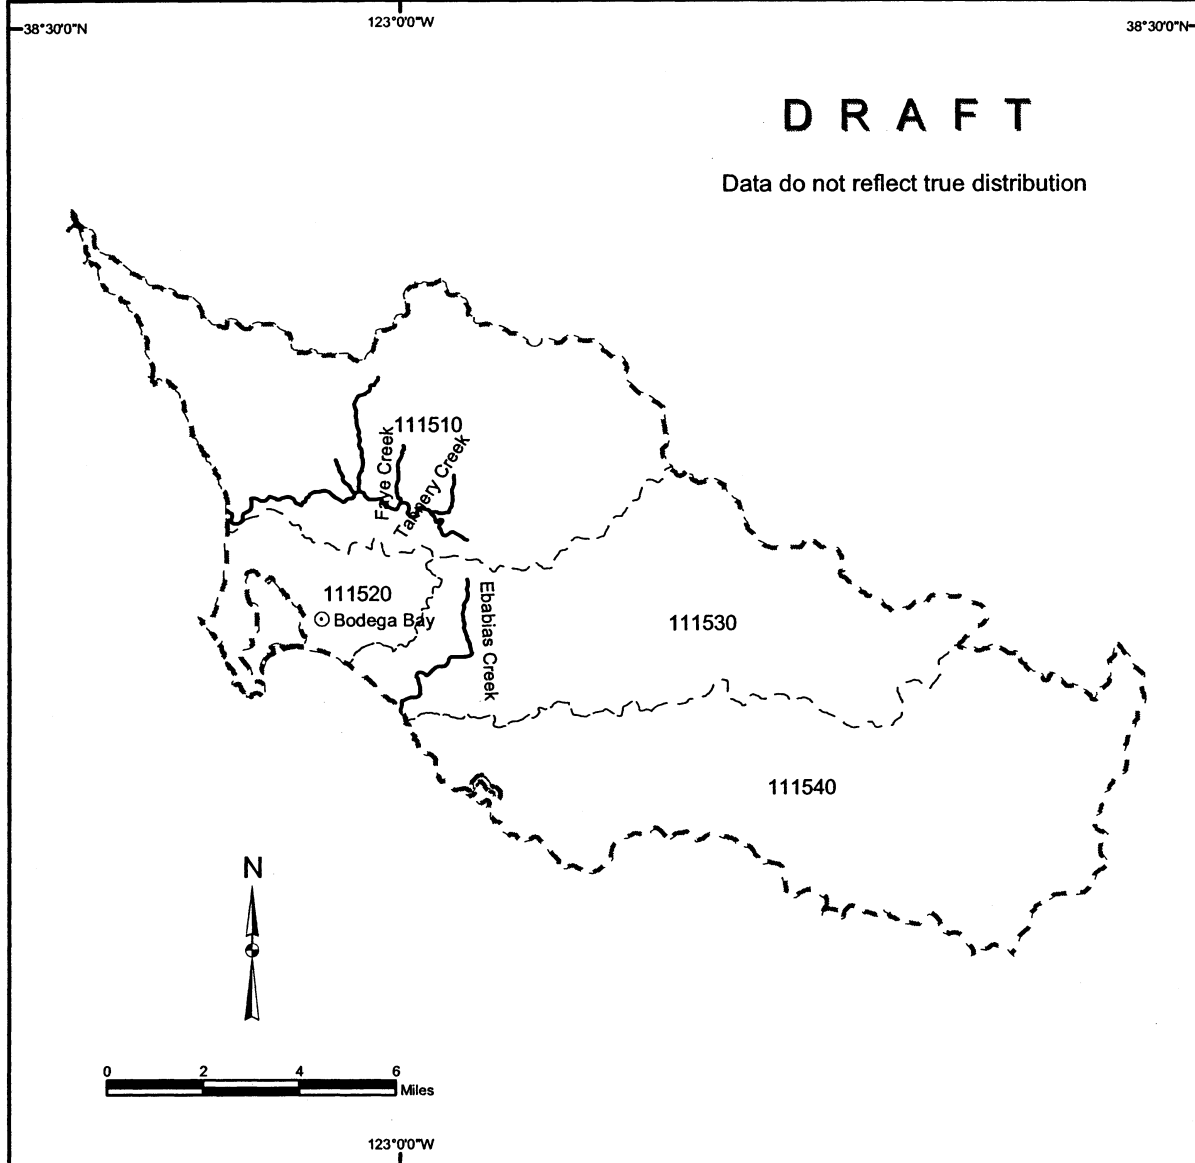 38°30'0"N
123°0'0"W
38°30'0"N
D R A F T
Data do not reflect true distribution
111510
Faye Creek
Tannery Creek
111520
Bodega Bay
Ebabias Creek
111530
111540
N
0 2 4 6
Miles
123°0'0"W